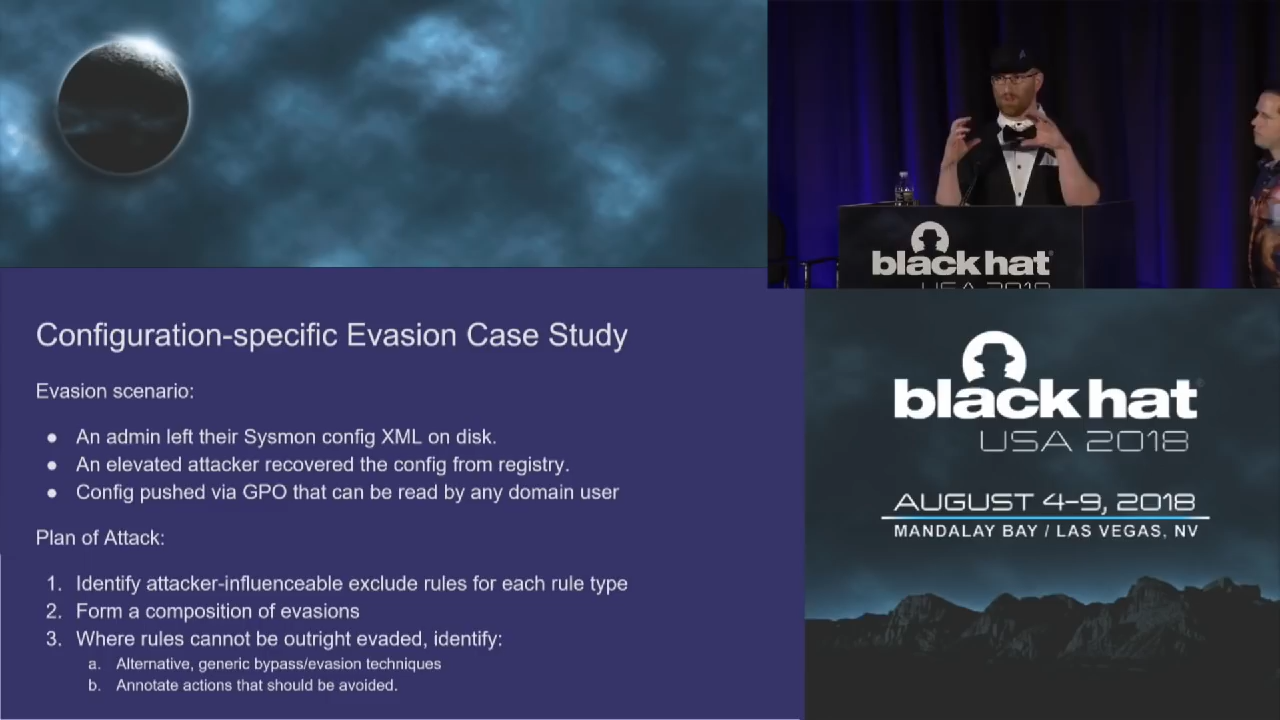 black hat
USA 2018
Configuration-specific Evasion Case Study
Evasion scenario:
● An admin left their Sysmon config XML on disk.
● An elevated attacker recovered the config from registry.
● Config pushed via GPO that can be read by any domain user
Plan of Attack:
1. Identify attacker-influenceable exclude rules for each rule type
2. Form a composition of evasions
3. Where rules cannot be outright evaded, identify:
a. Alternative, generic bypass/evasion techniques
b. Annotate actions that should be avoided.
black hat
USA 2018
AUGUST 4-9, 2018
MANDALAY BAY / LAS VEGAS, NV